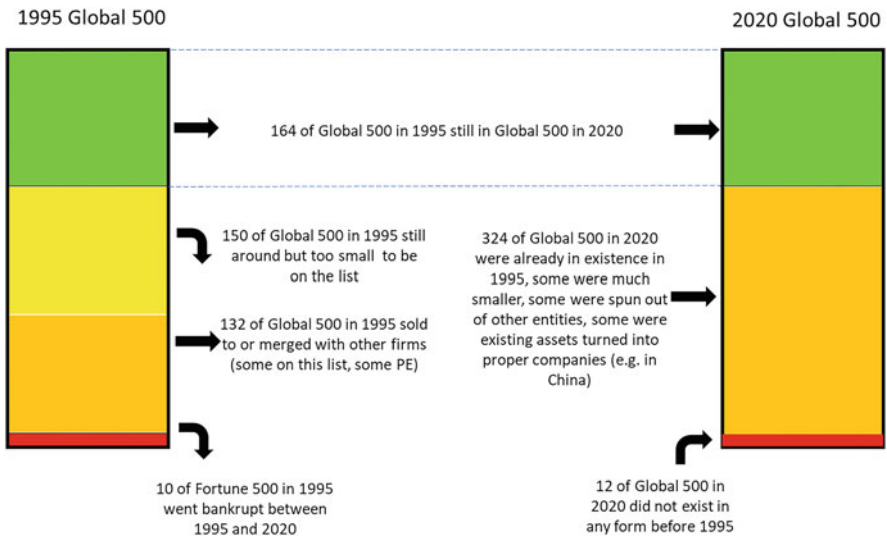 1995 Global 500
2020 Global 500
164 of Global 500 in 1995 still in Global 500 in 2020
150 of Global 500 in 1995 still
around but too small to be
on the list
132 of Global 500 in 1995 sold
to or merged with other firms
(some on this list, some PE)
324 of Global 500 in 2020
were already in existence in
1995, some were much
smaller, some were spun out
of other entities, some were
existing assets turned into
proper companies (e.g. in
China)
10 of Fortune 500 in 1995
went bankrupt between
1995 and 2020
12 of Global 500 in
2020 did not exist in
any form before 1995